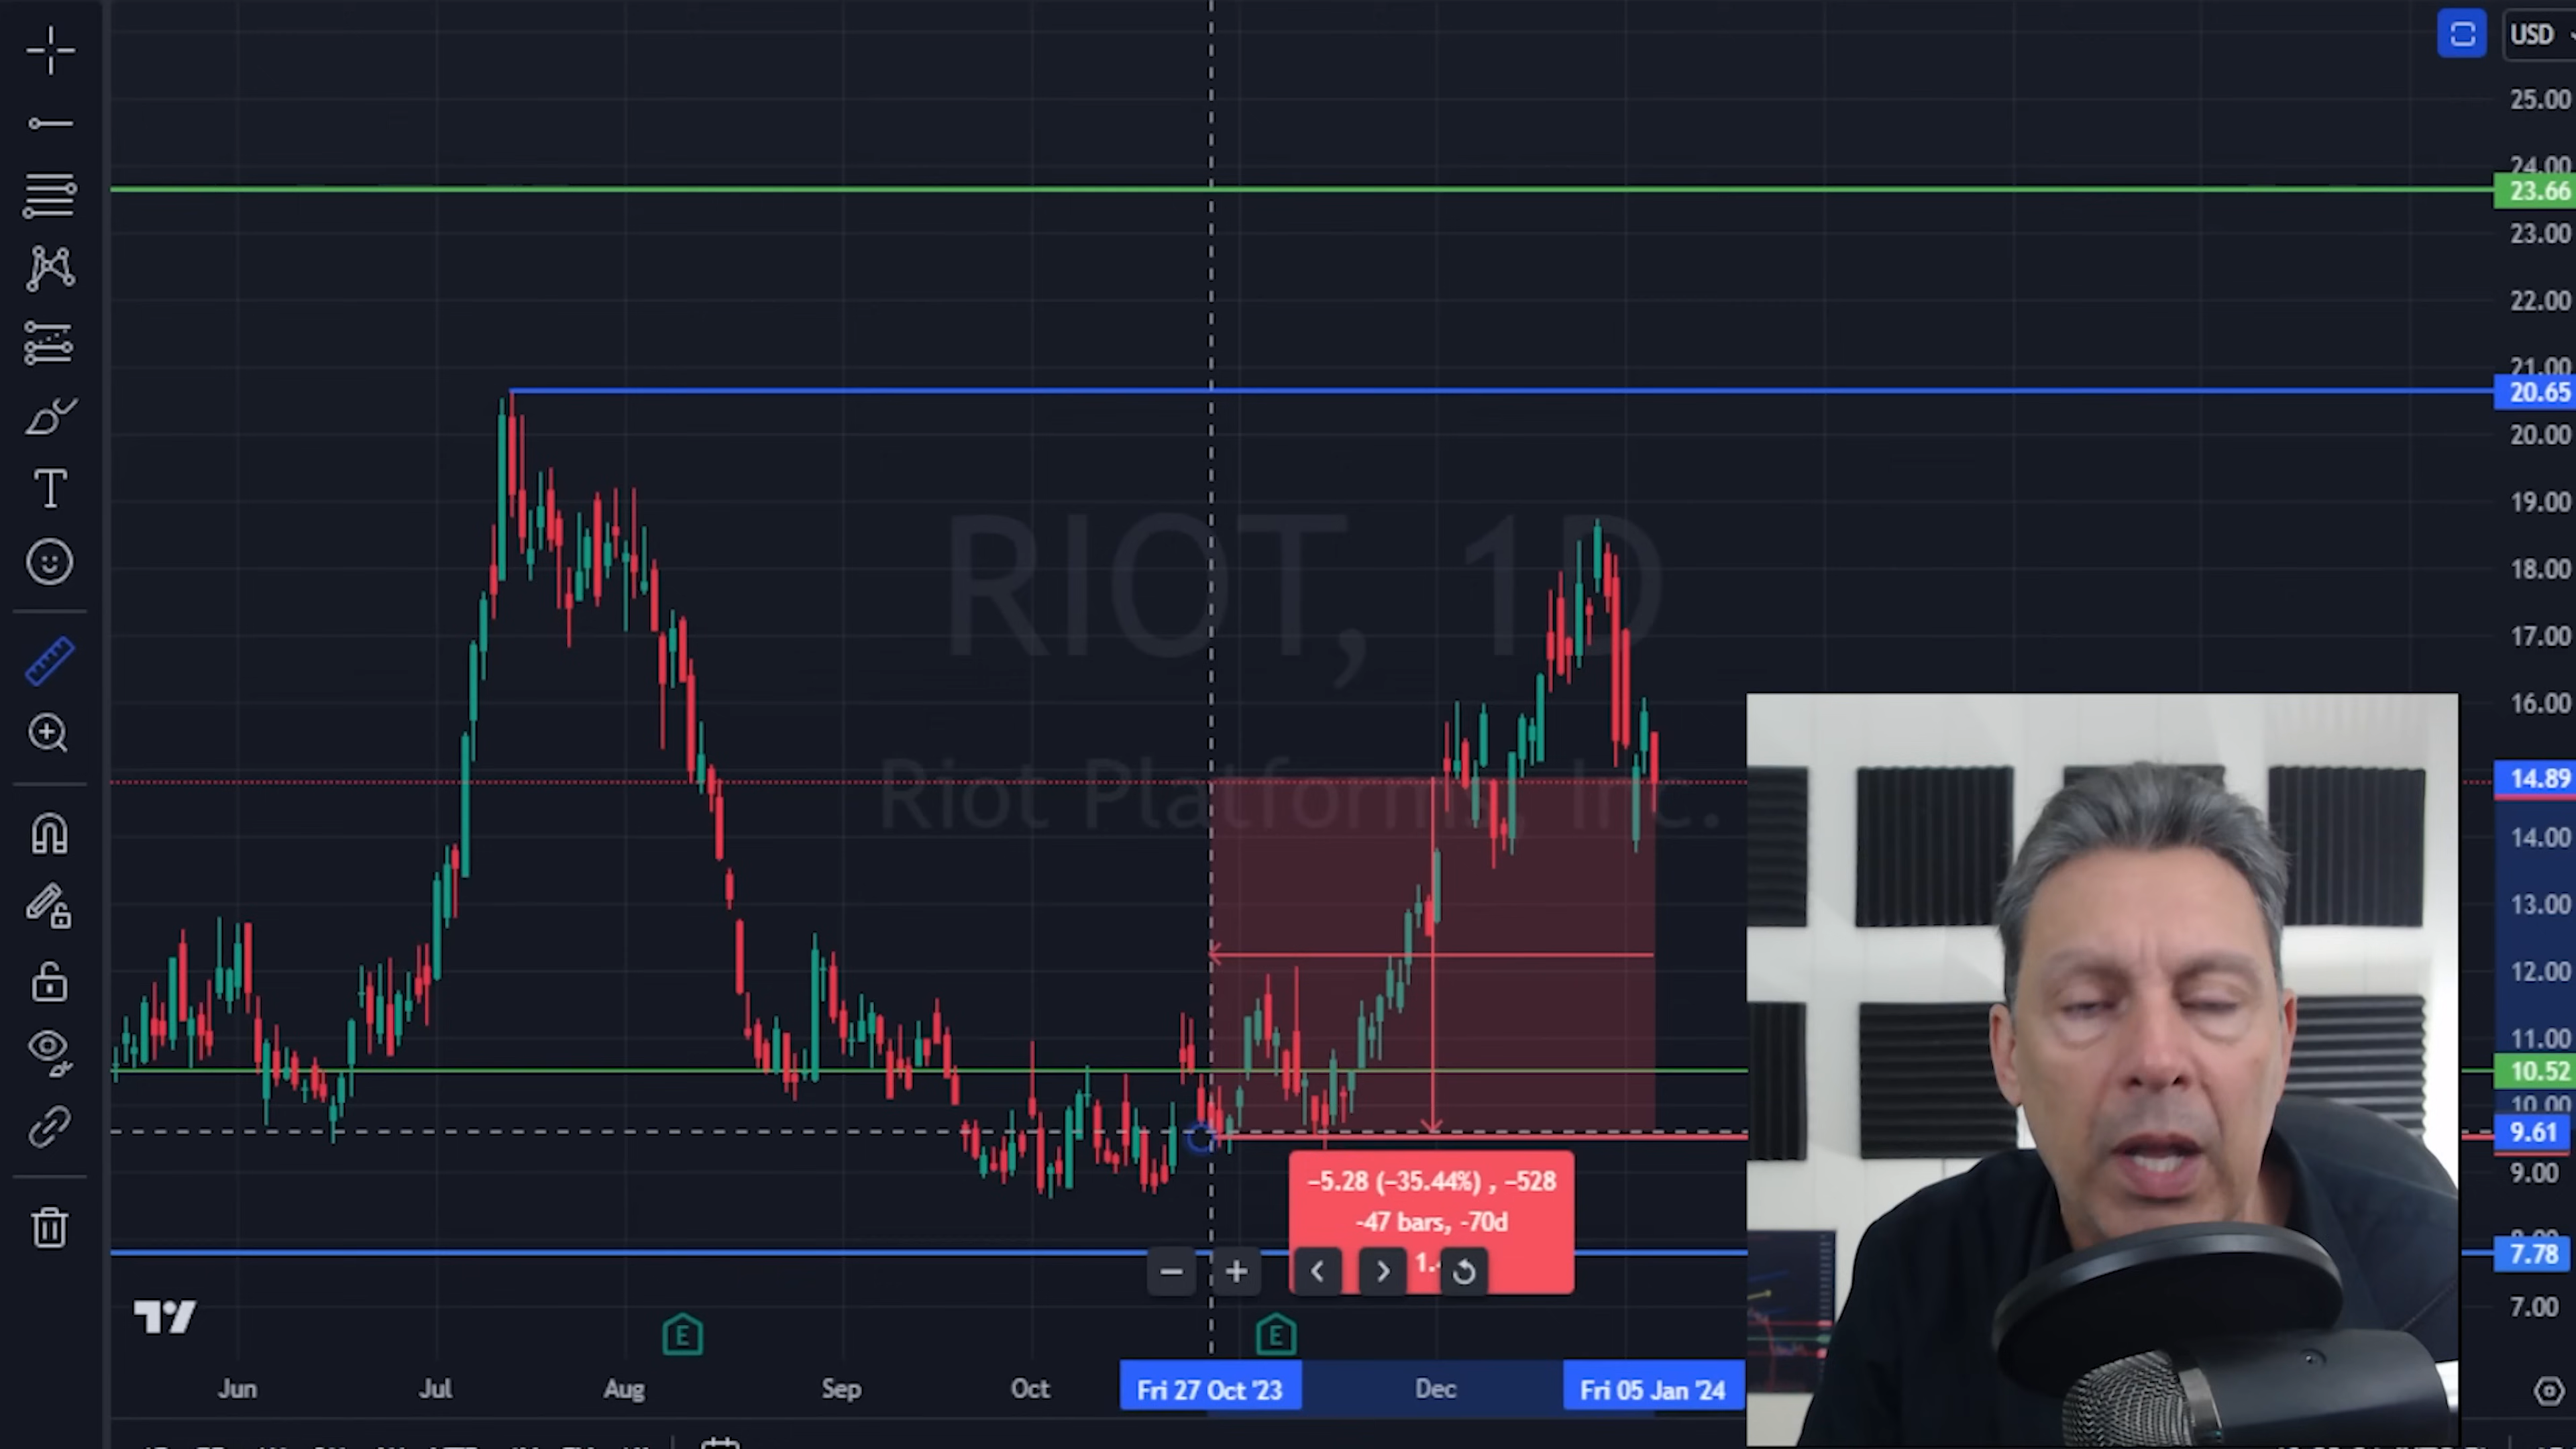 USD
25.00
24.00
23.66
23.00
22.00
21.00
20.65
20.00
19.00
18.00
17.00
16.00
14.89
14.00
13.00
12.00
11.00
10.52
10.00
9.61
9.00
7.78
7.00
RIOT, 1D
Riot Platforms, Inc.
T
−5.28 (−35.44%) , −528
-47 bars, -70d
E
E
Jun
Jul
Aug
Sep
Oct
Fri 27 Oct '23
Dec
Fri 05 Jan '24